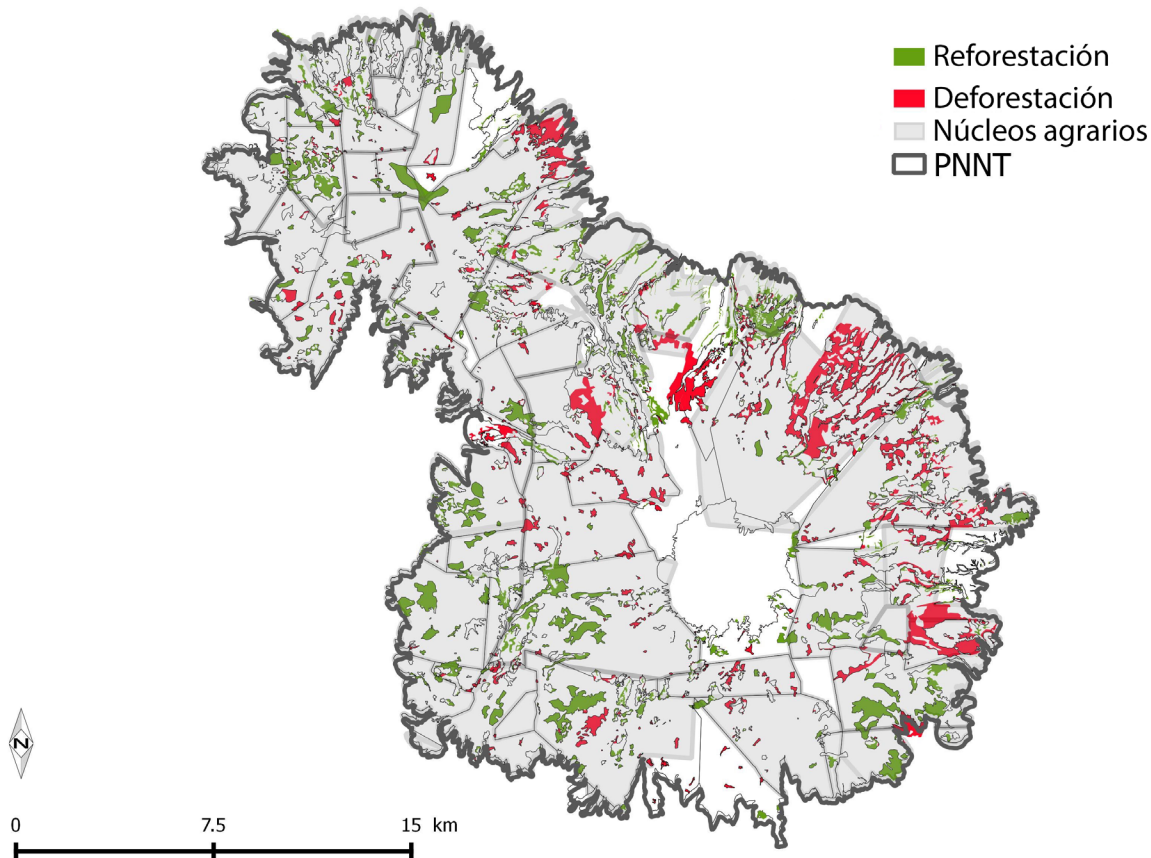 Reforestación
Deforestación
Núcleos agrarios
PNNT
N
0 7.5 15 km